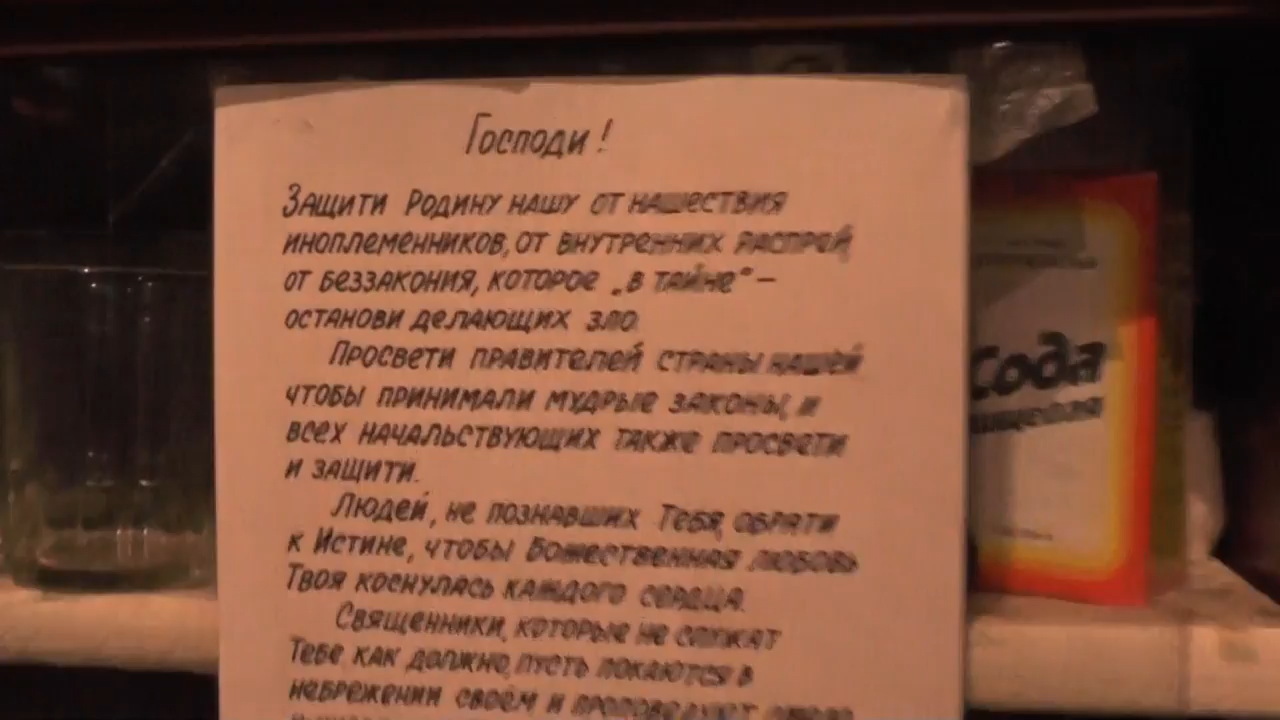 Господи!
Защити Родину нашу от нашествия
иноплеменников, от внутренних распрей,
от беззакония, которое „в тайне" –
останови делающих зло.
Просвети правителей страны нашей
чтобы принимали мудрые законы, и
всех начальствующих также просвети
и защити.
Людей, не познавших Тебя, обрати
к Истине, чтобы Божественная любовь
Твоя коснулась каждого сердца.
Священники, которые не служат
Тебе как должно, пусть покаются в
небрежении своём и проповедуют
Сода
пищевая